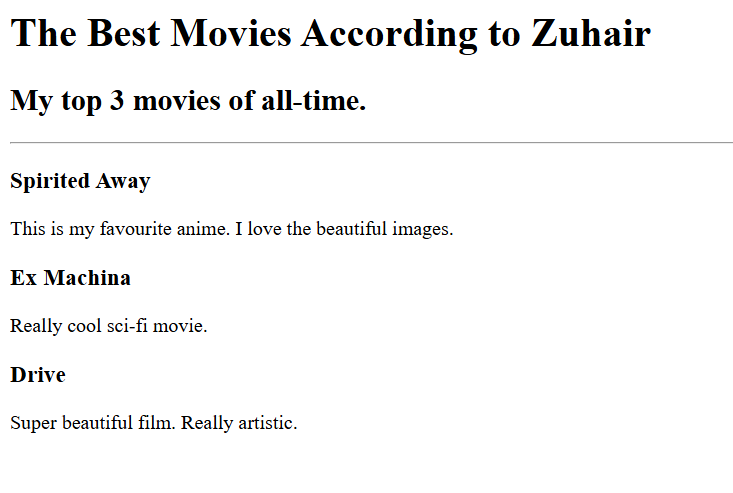 The Best Movies According to Zuhair
My top 3 movies of all-time.
Spirited Away
This is my favourite anime. I love the beautiful images.
Ex Machina
Really cool sci-fi movie.
Drive
Super beautiful film. Really artistic.